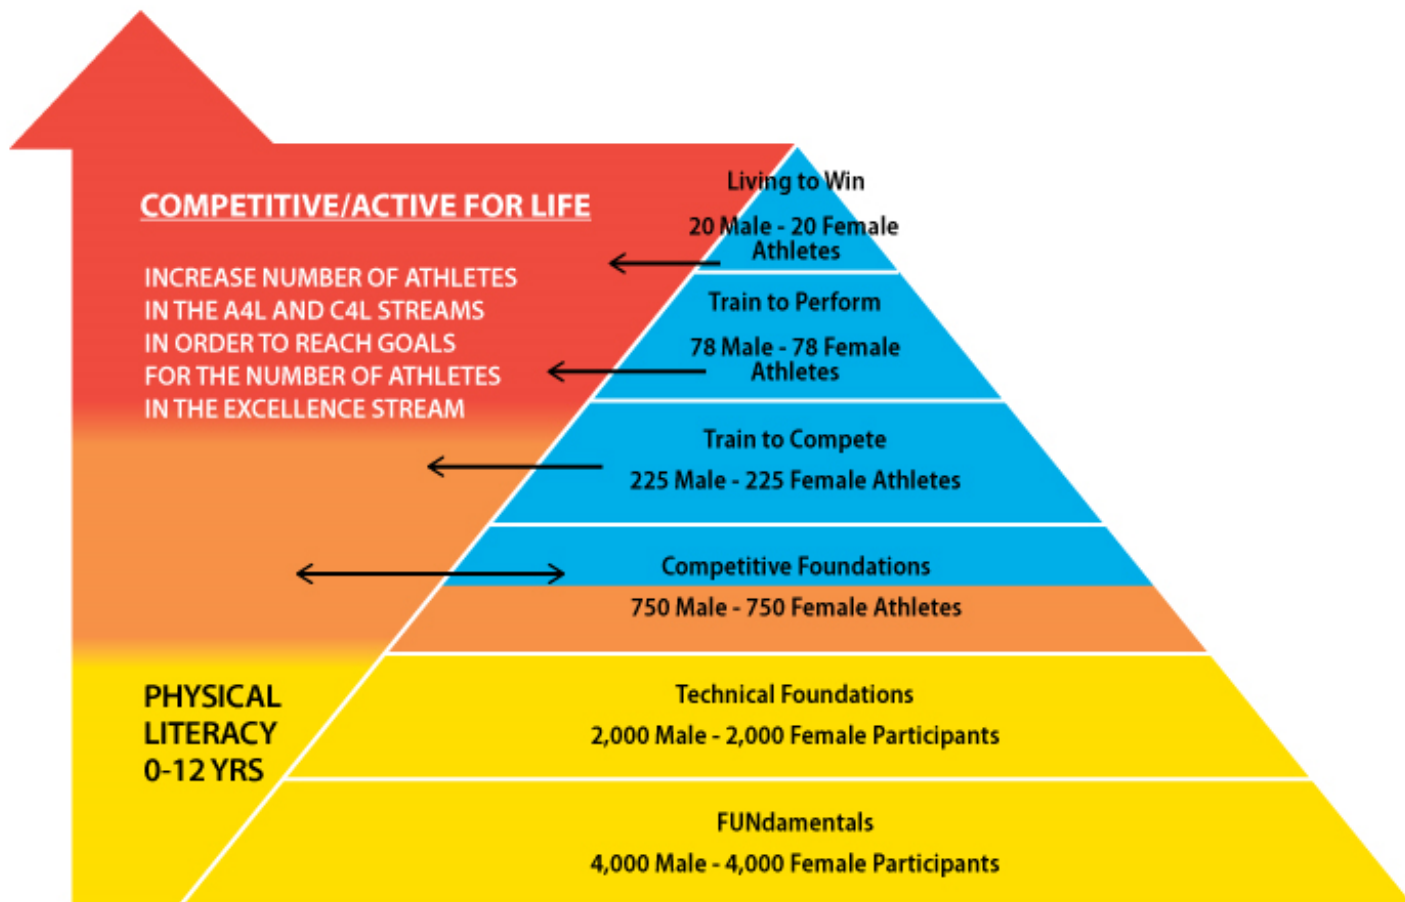 COMPETITIVE/ACTIVE FOR LIFE
INCREASE NUMBER OF ATHLETES
IN THE A4L AND C4L STREAMS
IN ORDER TO REACH GOALS
FOR THE NUMBER OF ATHLETES
IN THE EXCELLENCE STREAM
PHYSICAL
LITERACY
0-12 YRS
Living to Win
20 Male - 20 Female
Athletes
Train to Perform
78 Male - 78 Female
Athletes
Train to Compete
225 Male - 225 Female Athletes
Competitive Foundations
750 Male - 750 Female Athletes
Technical Foundations
2,000 Male - 2,000 Female Participants
FUNdamentals
4,000 Male - 4,000 Female Participants